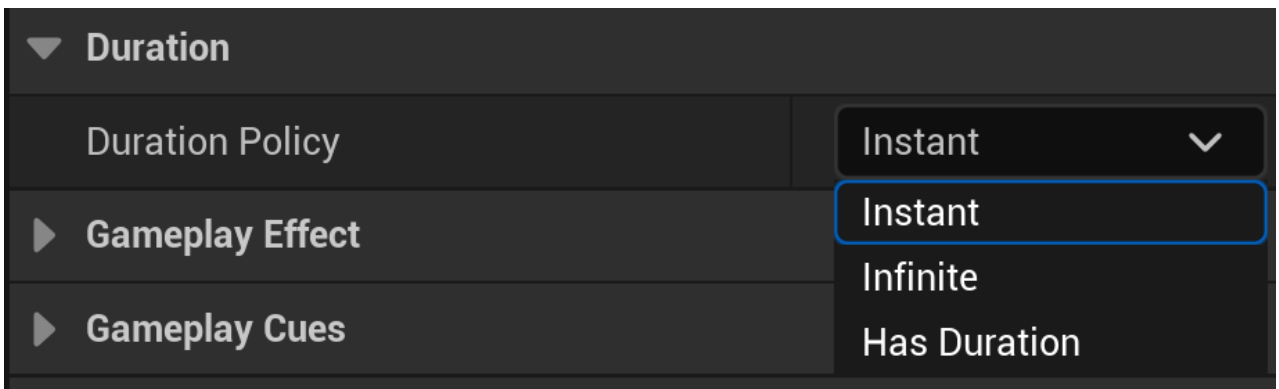 Duration
Duration Policy Instant
Instant
Gameplay Effect
Infinite
Gameplay Cues
Has Duration